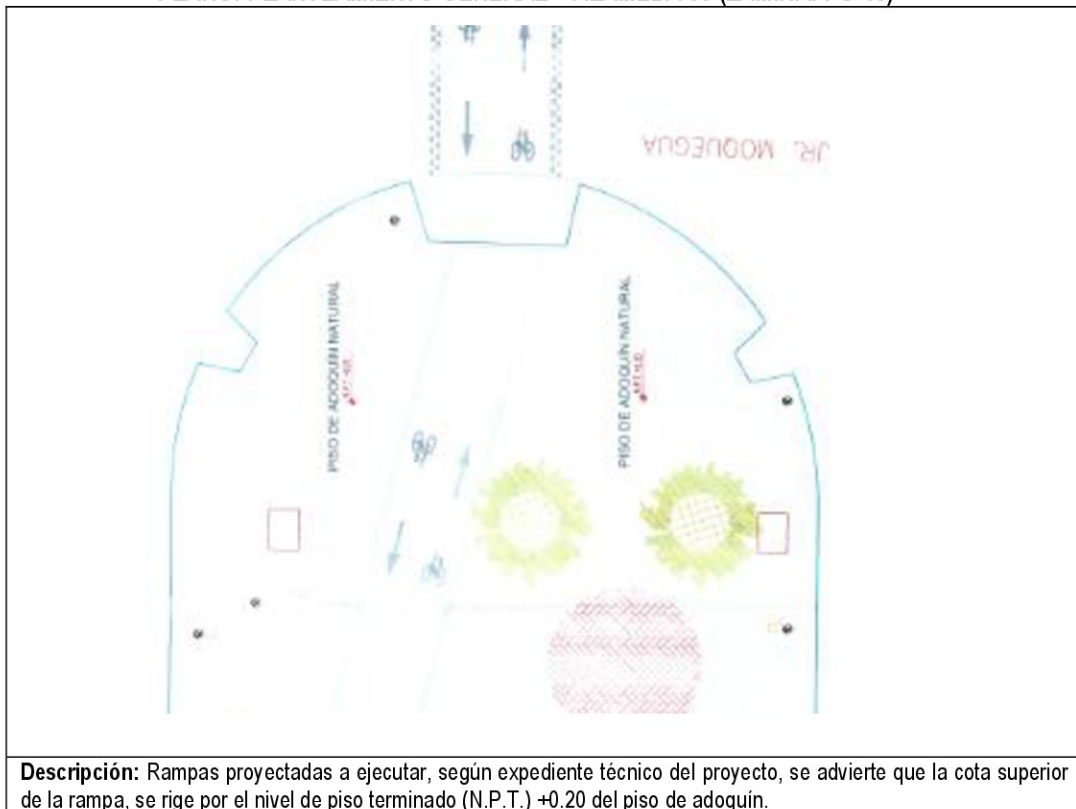 JR. MOQUEGUA
PISO DE ADOQUÍN NATURAL
PISO DE ADOQUÍN NATURAL
Descripción: Rampas proyectadas a ejecutar, según expediente técnico del proyecto, se advierte que la cota superior
de la rampa, se rige por el nivel de piso terminado (N.P.T.) +0.20 del piso de adoquín.